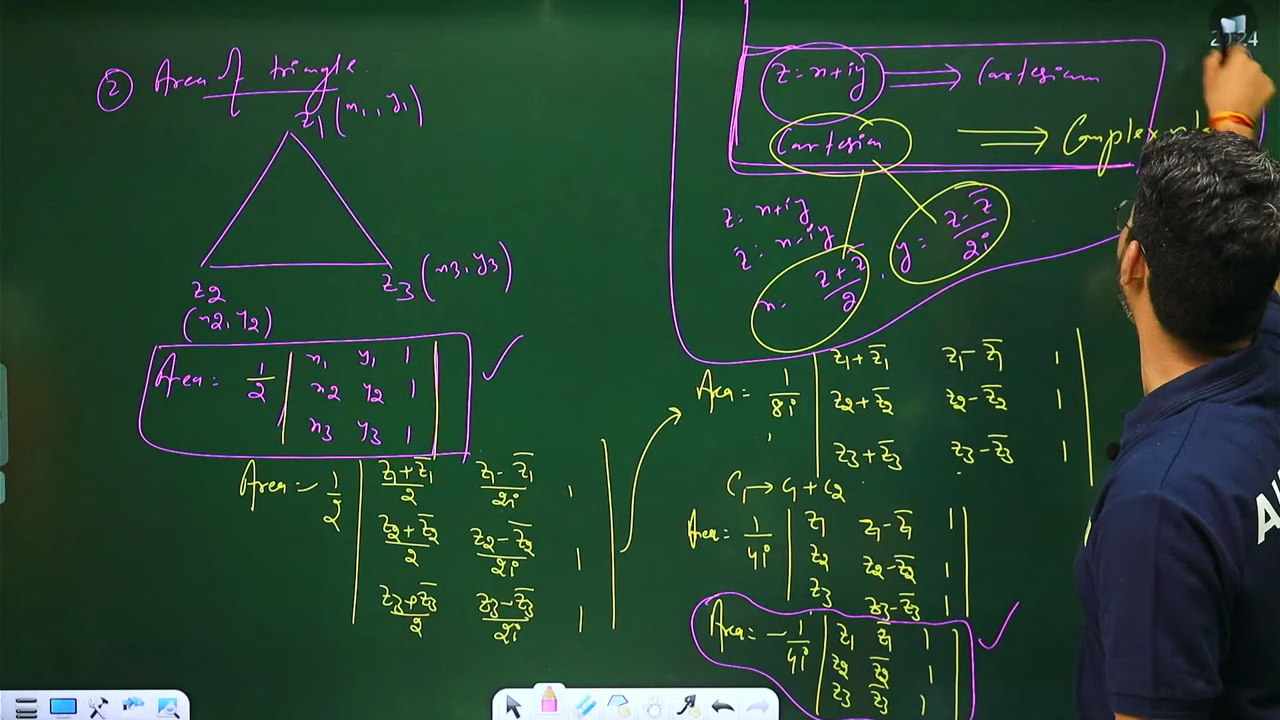 ② Area of triangle.
z1 (x1, y1)
z2
(x2, y2)
z3 (x3, y3)
Area = 1/2 | x1 y1 1 |
| x2 y2 1 |
| x3 y3 1 |
Area = 1/2 | (z1+z̄1)/2 (z1-z̄1)/2i 1 |
| (z2+z̄2)/2 (z2-z̄2)/2i 1 |
| (z3+z̄3)/2 (z3-z̄3)/2i 1 |
z = x+iy ⟹ Cartesian
Cartesian ⟹ Complex
z = x+iy
z̄ = x-iy
x = (z+z̄)/2 , y = (z-z̄)/2i
Area = 1/8i | z1+z̄1 z1-z̄1 1 |
| z2+z̄2 z2-z̄2 1 |
| z3+z̄3 z3-z̄3 1 |
C1 → C1 + C2
Area = 1/4i | z1 z1-z̄1 1 |
| z2 z2-z̄2 1 |
| z3 z3-z̄3 1 |
Area = -1/4i | z1 z̄1 1 |
| z2 z̄2 1 |
| z3 z̄3 1 |